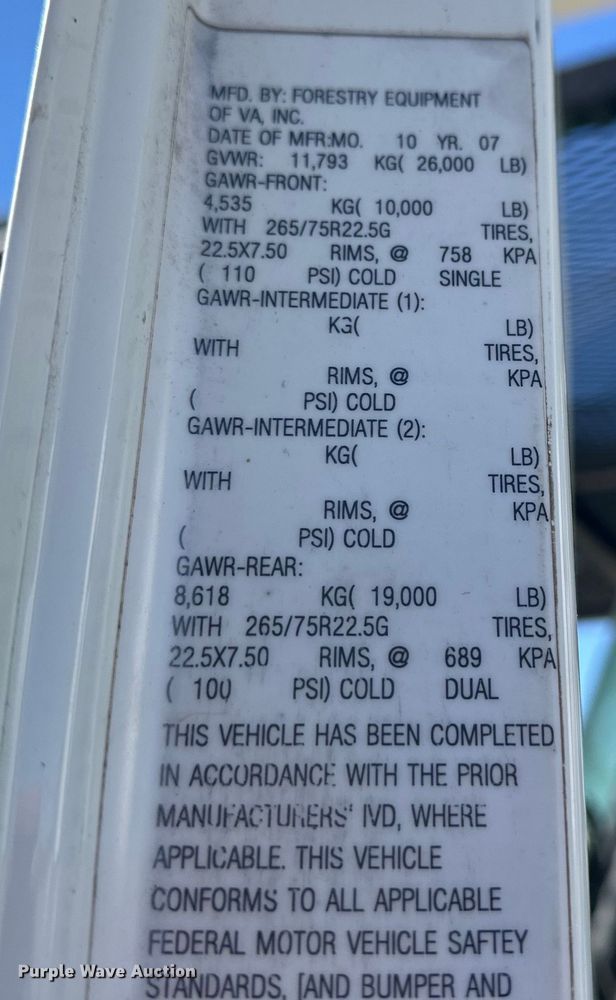 MFD. BY: FORESTRY EQUIPMENT
OF VA, INC.
DATE OF MFR:MO. 10 YR. 07
GVWR: 11,793 KG( 26,000 LB)
GAWR-FRONT:
4,535 KG( 10,000 LB)
WITH 265/75R22.5G TIRES,
22.5X7.50 RIMS, @ 758 KPA
( 110 PSI) COLD SINGLE
GAWR-INTERMEDIATE (1):
KG( LB)
WITH TIRES,
RIMS, @ KPA
( PSI) COLD
GAWR-INTERMEDIATE (2):
KG( LB)
WITH TIRES,
RIMS, @ KPA
( PSI) COLD
GAWR-REAR:
8,618 KG( 19,000 LB)
WITH 265/75R22.5G TIRES,
22.5X7.50 RIMS, @ 689 KPA
( 100 PSI) COLD DUAL
THIS VEHICLE HAS BEEN COMPLETED
IN ACCORDANCE WITH THE PRIOR
MANUFACTURERS' IVD, WHERE
APPLICABLE. THIS VEHICLE
CONFORMS TO ALL APPLICABLE
FEDERAL MOTOR VEHICLE SAFTEY
STANDARDS, [AND BUMPER AND
Purple Wave Auction